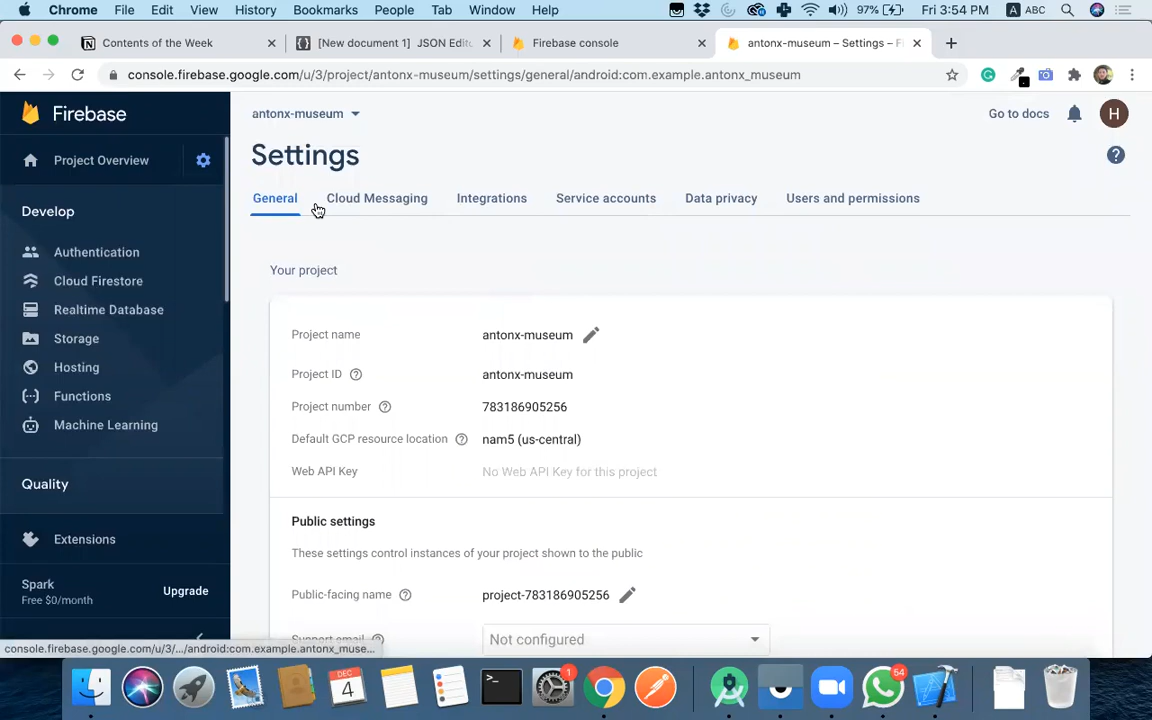 Chrome File Edit View History Bookmarks People Tab Window Help 97% Fri 3:54 PM A ABC
Contents of the Week [New document 1] JSON Edit Firebase console antonx-museum – Settings – F
console.firebase.google.com/u/3/project/antonx-museum/settings/general/android:com.example.antonx_museum
Firebase
antonx-museum
Go to docs
H
Project Overview
Settings
General Cloud Messaging Integrations Service accounts Data privacy Users and permissions
Develop
Authentication
Cloud Firestore
Realtime Database
Storage
Hosting
Functions
Machine Learning
Quality
Extensions
Spark
Free $0/month
Upgrade
Your project
Project name antonx-museum
Project ID antonx-museum
Project number 783186905256
Default GCP resource location nam5 (us-central)
Web API Key No Web API Key for this project
Public settings
These settings control instances of your project shown to the public
Public-facing name project-783186905256
Support email Not configured
console.firebase.google.com/u/3/.../android:com.example.antonx_muse...
DEC
4
1
64